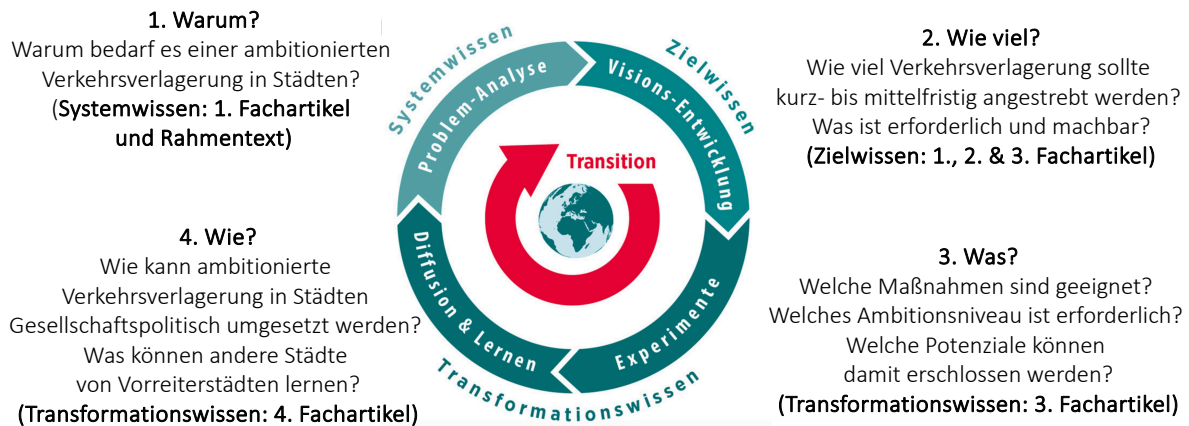 1. Warum?
Warum bedarf es einer ambitionierten
Verkehrsverlagerung in Städten?
(Systemwissen: 1. Fachartikel
und Rahmentext)
2. Wie viel?
Wie viel Verkehrsverlagerung sollte
kurz- bis mittelfristig angestrebt werden?
Was ist erforderlich und machbar?
(Zielwissen: 1., 2. & 3. Fachartikel)
3. Was?
Welche Maßnahmen sind geeignet?
Welches Ambitionsniveau ist erforderlich?
Welche Potenziale können
damit erschlossen werden?
(Transformationswissen: 3. Fachartikel)
4. Wie?
Wie kann ambitionierte
Verkehrsverlagerung in Städten
Gesellschaftspolitisch umgesetzt werden?
Was können andere Städte
von Vorreiterstädten lernen?
(Transformationswissen: 4. Fachartikel)
Systemwissen
Zielwissen
Transformationswissen
Problem-Analyse
Visions-Entwicklung
Experimente
Diffusion & Lernen
Transition